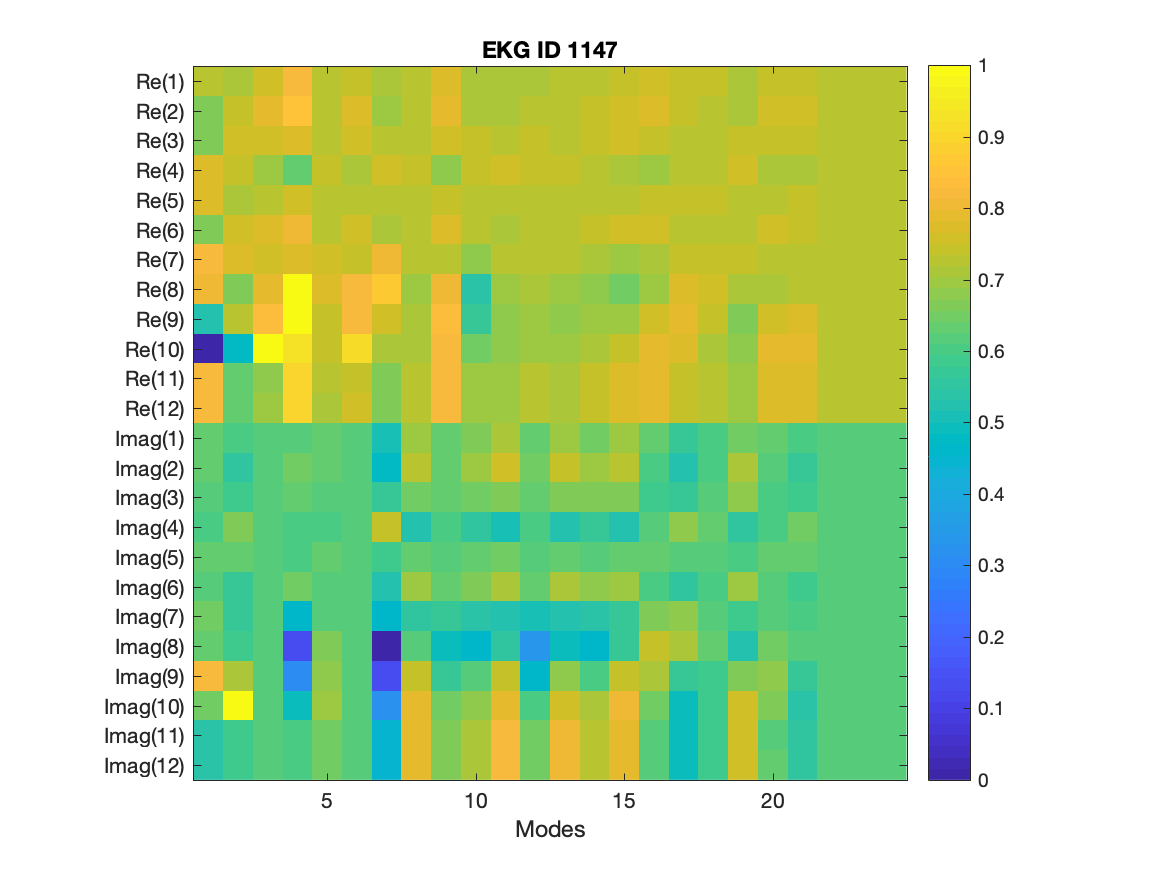 EKG ID 1147
Re(1)
Re(2)
Re(3)
Re(4)
Re(5)
Re(6)
Re(7)
Re(8)
Re(9)
Re(10)
Re(11)
Re(12)
Imag(1)
Imag(2)
Imag(3)
Imag(4)
Imag(5)
Imag(6)
Imag(7)
Imag(8)
Imag(9)
Imag(10)
Imag(11)
Imag(12)
5 10 15 20
Modes
1
0.9
0.8
0.7
0.6
0.5
0.4
0.3
0.2
0.1
0